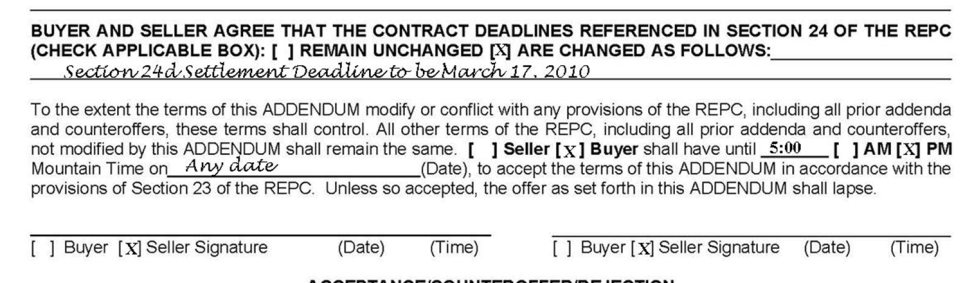 BUYER AND SELLER AGREE THAT THE CONTRACT DEADLINES REFERENCED IN SECTION 24 OF THE REPC
(CHECK APPLICABLE BOX): [ ] REMAIN UNCHANGED [X] ARE CHANGED AS FOLLOWS:
Section 24d Settlement Deadline to be March 17, 2010
To the extent the terms of this ADDENDUM modify or conflict with any provisions of the REPC, including all prior addenda
and counteroffers, these terms shall control. All other terms of the REPC, including all prior addenda and counteroffers,
not modified by this ADDENDUM shall remain the same. [ ] Seller [X] Buyer shall have until 5:00 [ ] AM [X] PM
Mountain Time on Any date (Date), to accept the terms of this ADDENDUM in accordance with the
provisions of Section 23 of the REPC. Unless so accepted, the offer as set forth in this ADDENDUM shall lapse.
[ ] Buyer [X] Seller Signature (Date) (Time) [ ] Buyer [X] Seller Signature (Date) (Time)
ACCEPTANCE/COUNTEROFFER/REJECTION